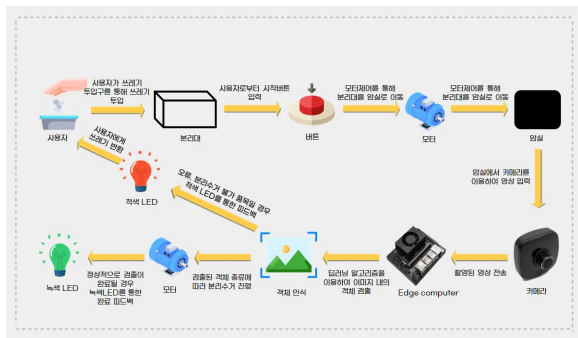 사용자가 쓰레기
투입구를 통해 쓰레기
투입
사용자로부터 시작버튼
입력
모터제어를 통해
분리대를 암실로 이동
모터제어를 통해
분리대를 암실로 이동
사용자
분리대
버튼
모터
암실
사용자에게
쓰레기 반환
적색 LED
오류, 분리수거 불가 품목일 경우
적색 LED를 통한 피드백
암실에서 카메라를
이용하여 영상 입력
녹색 LED
정상적으로 검출이
완료될 경우
녹색LED를 통한
완료 피드백
모터
검출된 객체 종류에
따라 분리수거 진행
객체 인식
딥러닝 알고리즘을
이용하여 이미지 내의
객체 검출
Edge computer
촬영된 영상 전송
카메라